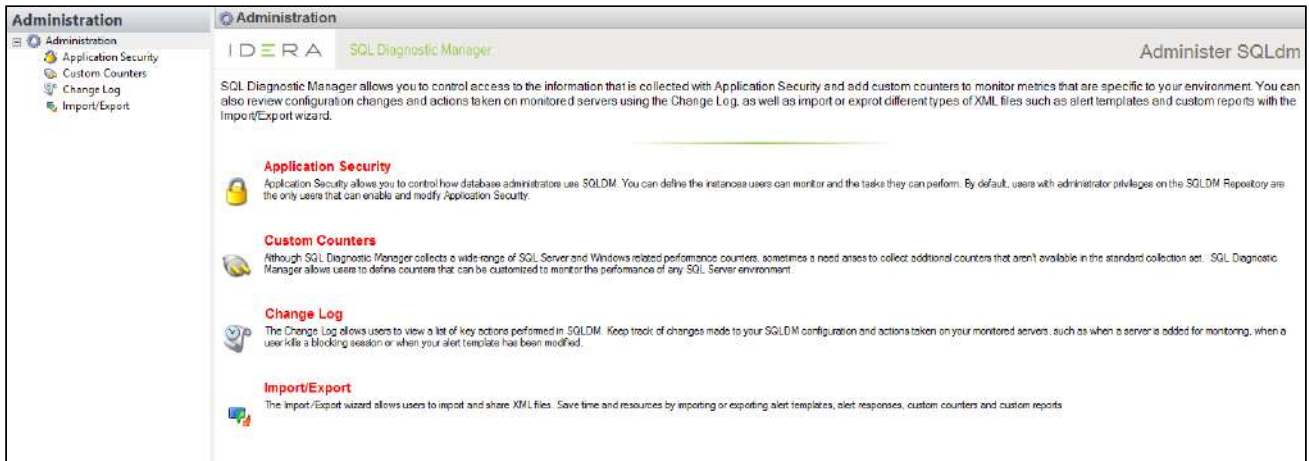 Administration
Administration
Application Security
Custom Counters
Change Log
Import/Export
Administration
IDERA SQL Diagnostic Manager
Administer SQLdm
SQL Diagnostic Manager allows you to control access to the information that is collected with Application Security and add custom counters to monitor metrics that are specific to your environment. You can
also review configuration changes and actions taken on monitored servers using the Change Log, as well as import or exprot different types of XML files such as alert templates and custom reports with the
Import/Export wizard.
Application Security
Application Security allows you to control how database administrators use SQLDM. You can define the instances users can monitor and the tasks they can perform. By default, users with administrator privileges on the SQLDM Repository are
the only users that can enable and modify Application Security.
Custom Counters
Although SQL Diagnostic Manager collects a wide-range of SQL Server and Windows related performance counters, sometimes a need arises to collect additional counters that aren't available in the standard collection set. SQL Diagnostic
Manager allows users to define counters that can be customized to monitor the performance of any SQL Server environment.
Change Log
The Change Log allows users to view a list of key actions performed in SQLDM. Keep track of changes made to your SQLDM configuration and actions taken on your monitored servers, such as when a server is added for monitoring, when a
user kills a blocking session or when your alert template has been modified.
Import/Export
The Import/Export wizard allows users to import and share XML files. Save time and resources by importing or exporting alert templates, alert responses, custom counters and custom reports